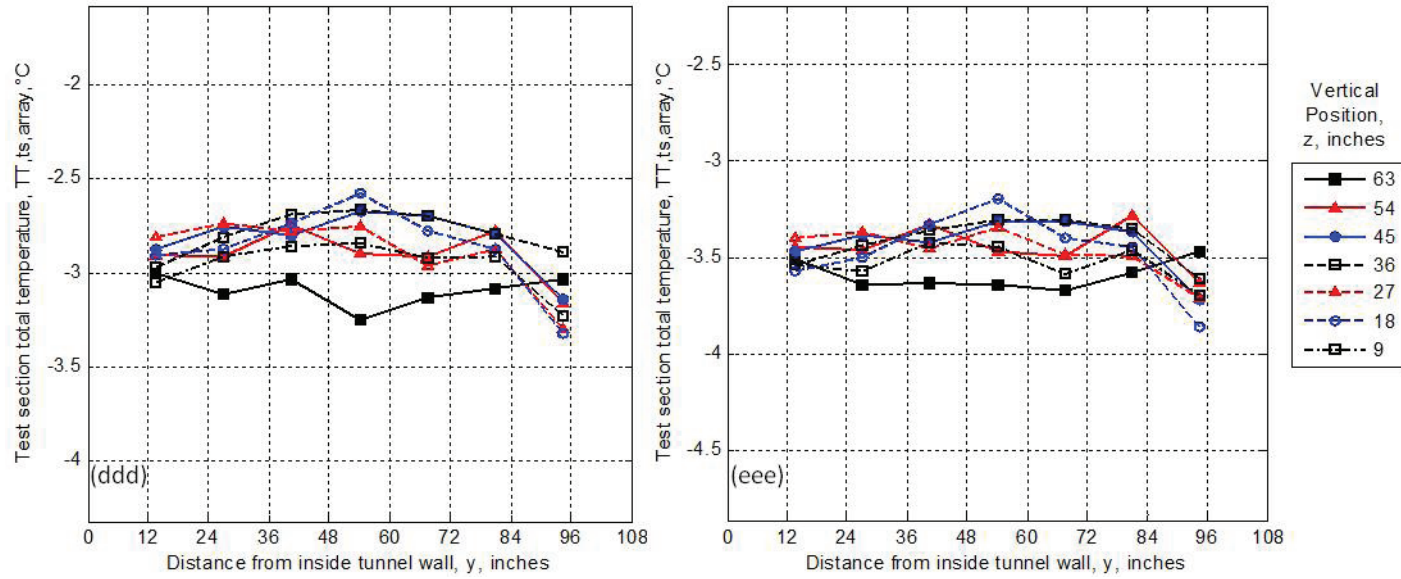 Test section total temperature, TT,ts,array,°C
-2
-2.5
-3
-3.5
-4
(ddd)
0 12 24 36 48 60 72 84 96 108
Distance from inside tunnel wall, y, inches
Test section total temperature, TT,ts,array,°C
-2.5
-3
-3.5
-4
-4.5
(eee)
0 12 24 36 48 60 72 84 96 108
Distance from inside tunnel wall, y, inches
Vertical
Position,
z, inches
63
54
45
36
27
18
9